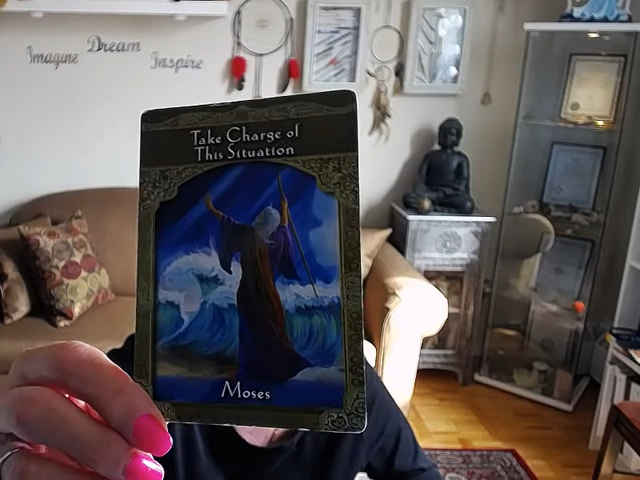 Imagine
Dream
Inspire
Take Charge of
This Situation
Moses